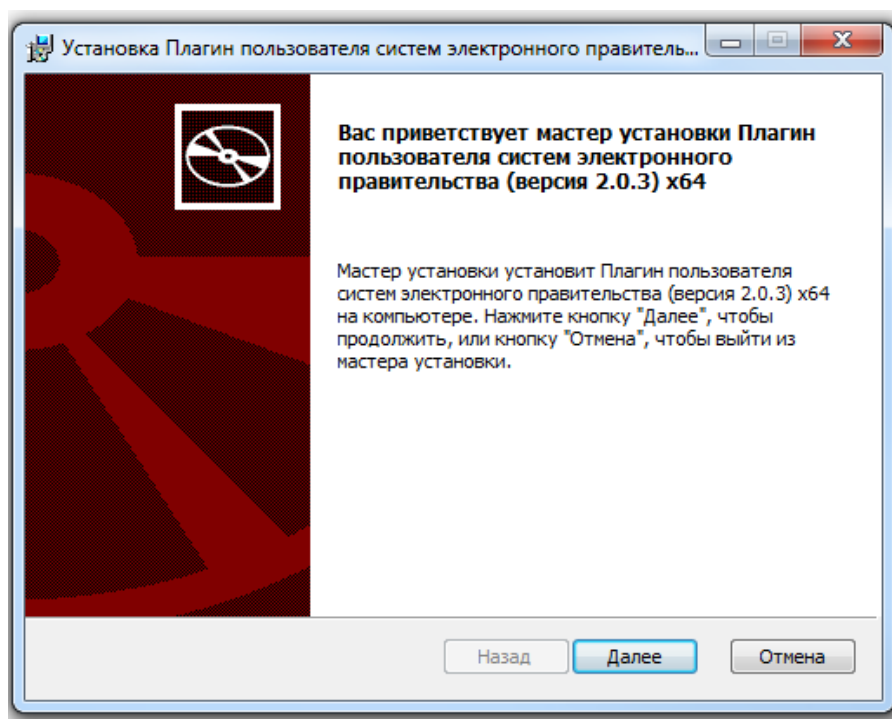 Установка Плагин пользователя систем электронного правитель...
Вас приветствует мастер установки Плагин
пользователя систем электронного
правительства (версия 2.0.3) x64
Мастер установки установит Плагин пользователя
систем электронного правительства (версия 2.0.3) x64
на компьютере. Нажмите кнопку "Далее", чтобы
продолжить, или кнопку "Отмена", чтобы выйти из
мастера установки.
Назад Далее Отмена